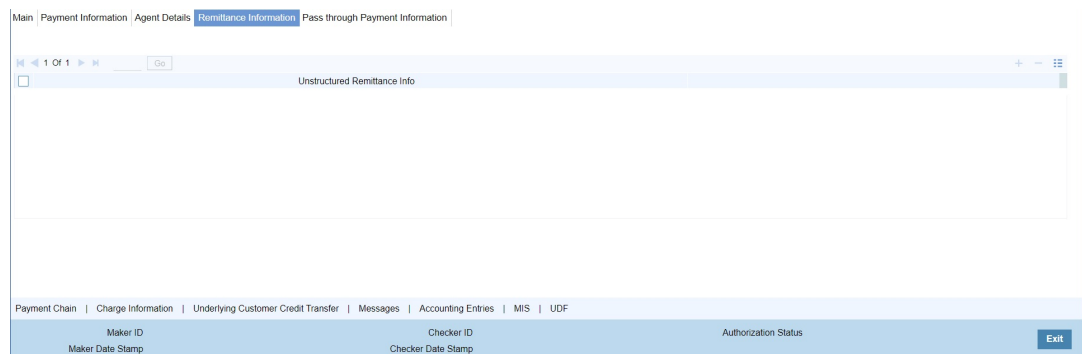 Main Payment Information Agent Details Remittance Information Pass through Payment Information
1 Of 1 Go
Unstructured Remittance Info
Payment Chain | Charge Information | Underlying Customer Credit Transfer | Messages | Accounting Entries | MIS | UDF
Maker ID Checker ID Authorization Status Exit
Maker Date Stamp Checker Date Stamp